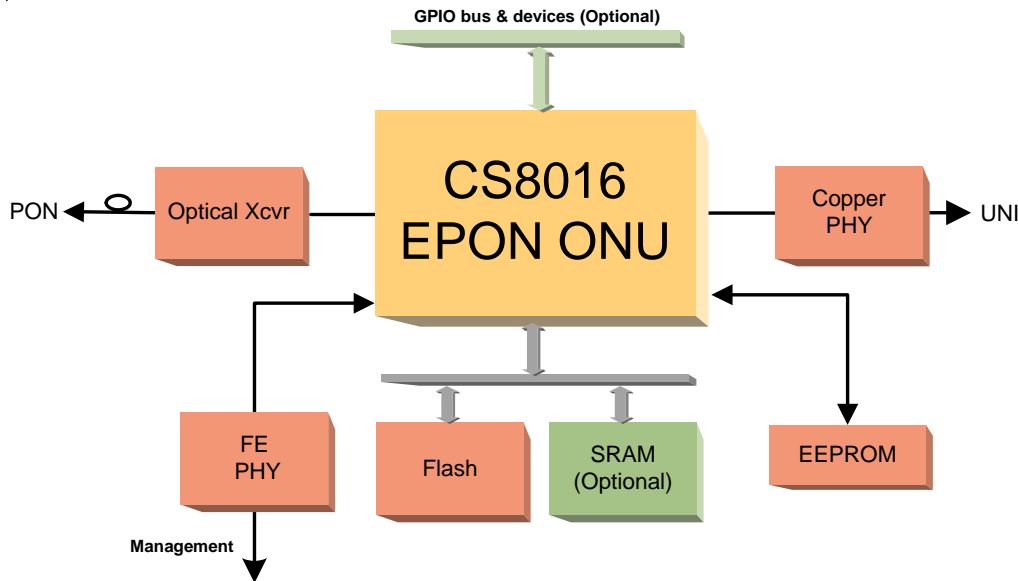 GPIO bus & devices (Optional)
CS8016
EPON ONU
PON
Optical Xcvr
Copper
PHY
UNI
FE
PHY
Flash
SRAM
(Optional)
EEPROM
Management